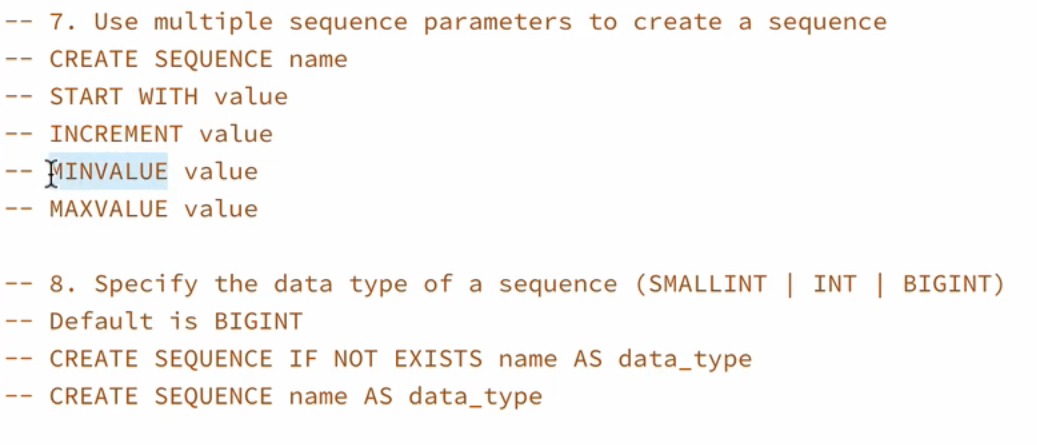 -- 7. Use multiple sequence parameters to create a sequence
-- CREATE SEQUENCE name
-- START WITH value
-- INCREMENT value
-- MINVALUE value
-- MAXVALUE value
-- 8. Specify the data type of a sequence (SMALLINT | INT | BIGINT)
-- Default is BIGINT
-- CREATE SEQUENCE IF NOT EXISTS name AS data_type
-- CREATE SEQUENCE name AS data_type